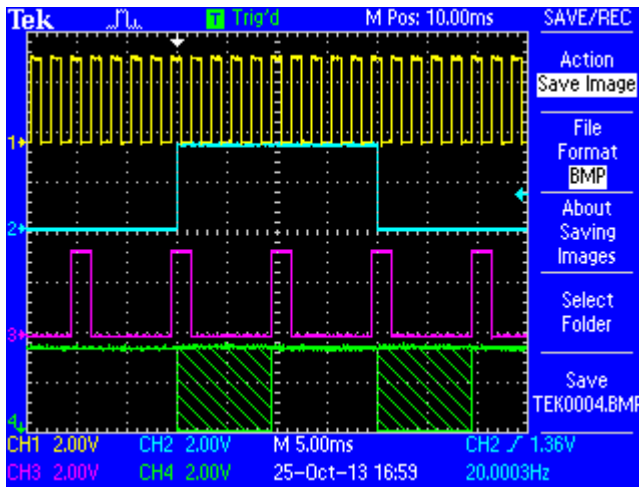 Tek T Trig'd M Pos: 10.00ms SAVE/REC
Action
Save Image
File
Format
BMP
About
Saving
Images
Select
Folder
Save
TEK0004.BMP
1
2
3
4
CH1 2.00V CH2 2.00V M 5.00ms CH2 1.36V
CH3 2.00V CH4 2.00V 25-Oct-13 16:59 20.0003Hz